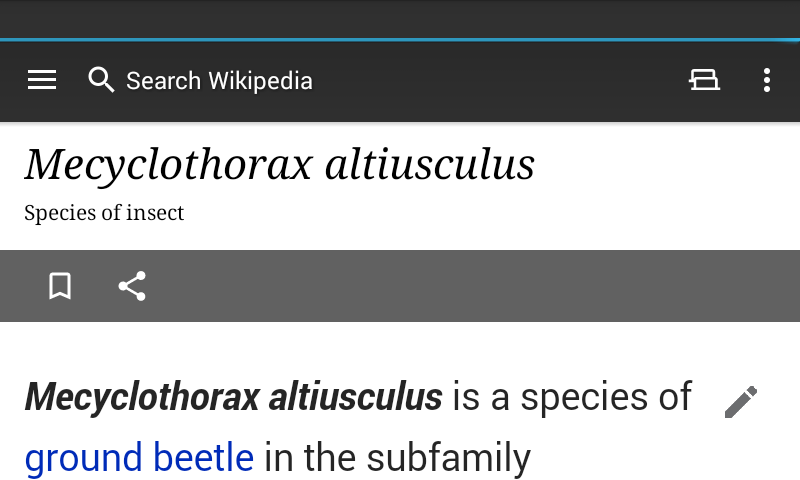 Search Wikipedia
Mecyclothorax altiusculus
Species of insect
Mecyclothorax altiusculus is a species of
ground beetle in the subfamily